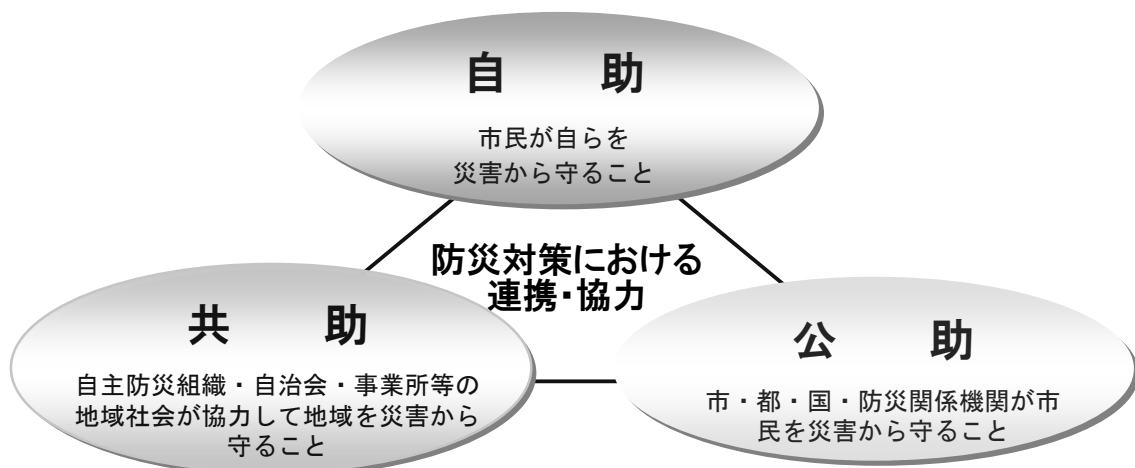 自　助
市民が自らを
災害から守ること
防災対策における
連携・協力
共　助
自主防災組織・自治会・事業所等の
地域社会が協力して地域を災害から
守ること
公　助
市・都・国・防災関係機関が市
民を災害から守ること